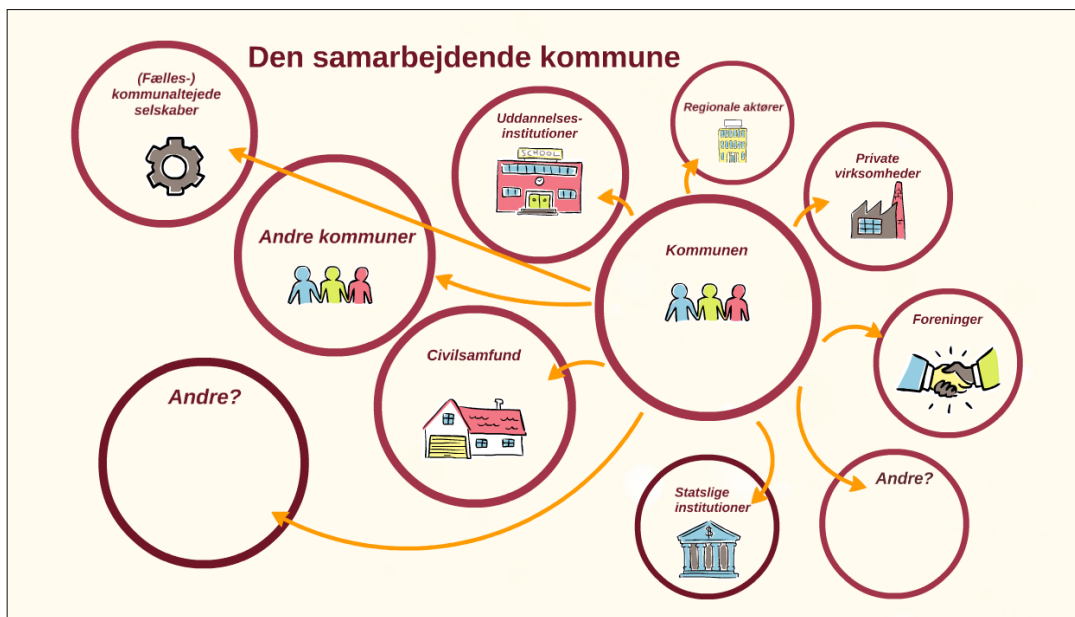 Den samarbejdende kommune
(Fælles-)
kommunaltejede
selskaber
Uddannelses-
institutioner
SCHOOL
Regionale aktører
Private
virksomheder
Andre kommuner
Kommunen
Foreninger
Civilsamfund
Andre?
Statslige
institutioner
$
Andre?